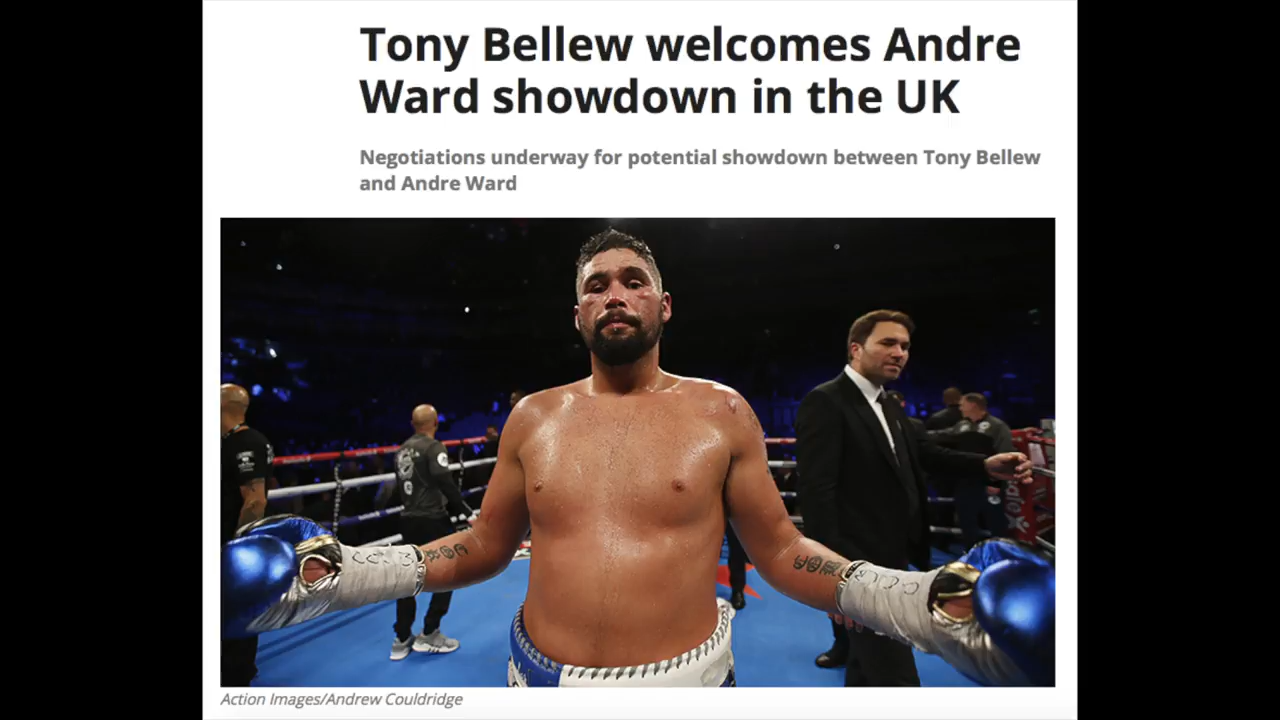 Tony Bellew welcomes Andre
Ward showdown in the UK
Negotiations underway for potential showdown between Tony Bellew
and Andre Ward
Action Images/Andrew Couldridge